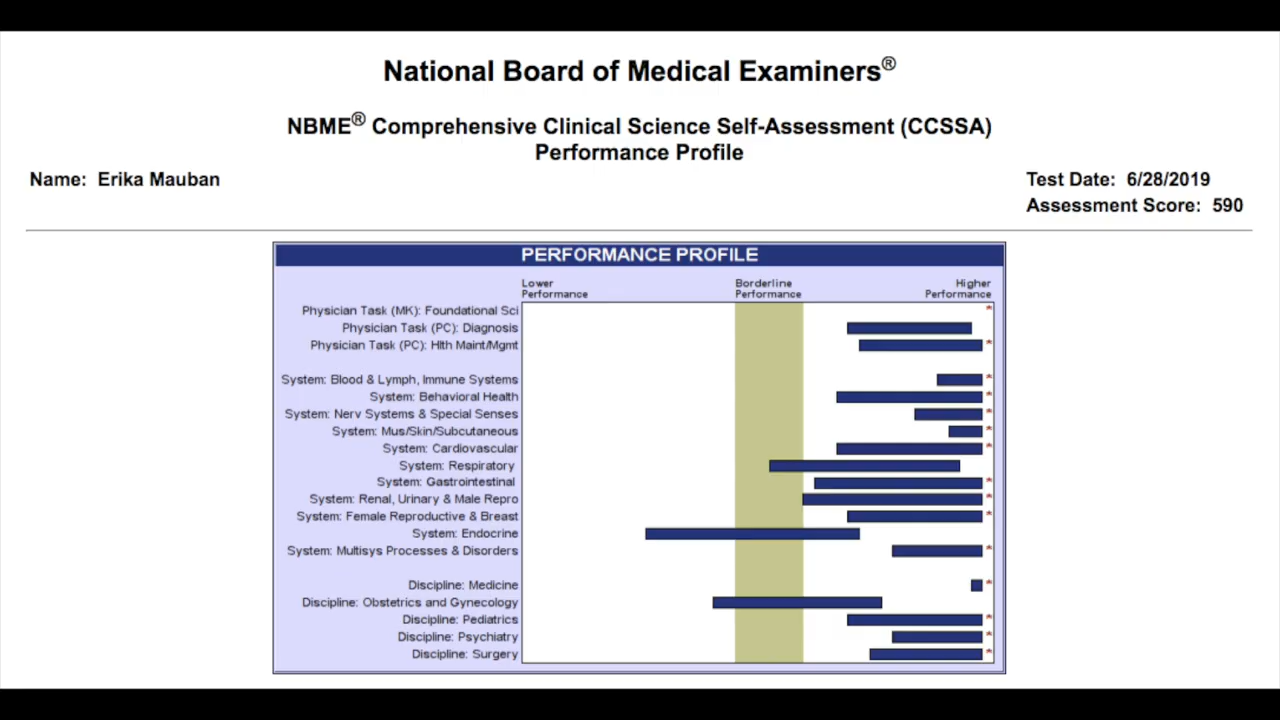 National Board of Medical Examiners®
NBME® Comprehensive Clinical Science Self-Assessment (CCSSA)
Performance Profile
Name: Erika Mauban
Test Date: 6/28/2019
Assessment Score: 590
PERFORMANCE PROFILE
Lower Performance
Borderline Performance
Higher Performance
Physician Task (MK): Foundational Sci *
Physician Task (PC): Diagnosis
Physician Task (PC): Hlth Maint/Mgmt *
System: Blood & Lymph, Immune Systems *
System: Behavioral Health *
System: Nerv Systems & Special Senses *
System: Mus/Skin/Subcutaneous *
System: Cardiovascular *
System: Respiratory
System: Gastrointestinal *
System: Renal, Urinary & Male Repro *
System: Female Reproductive & Breast *
System: Endocrine
System: Multisys Processes & Disorders *
Discipline: Medicine *
Discipline: Obstetrics and Gynecology
Discipline: Pediatrics *
Discipline: Psychiatry *
Discipline: Surgery *